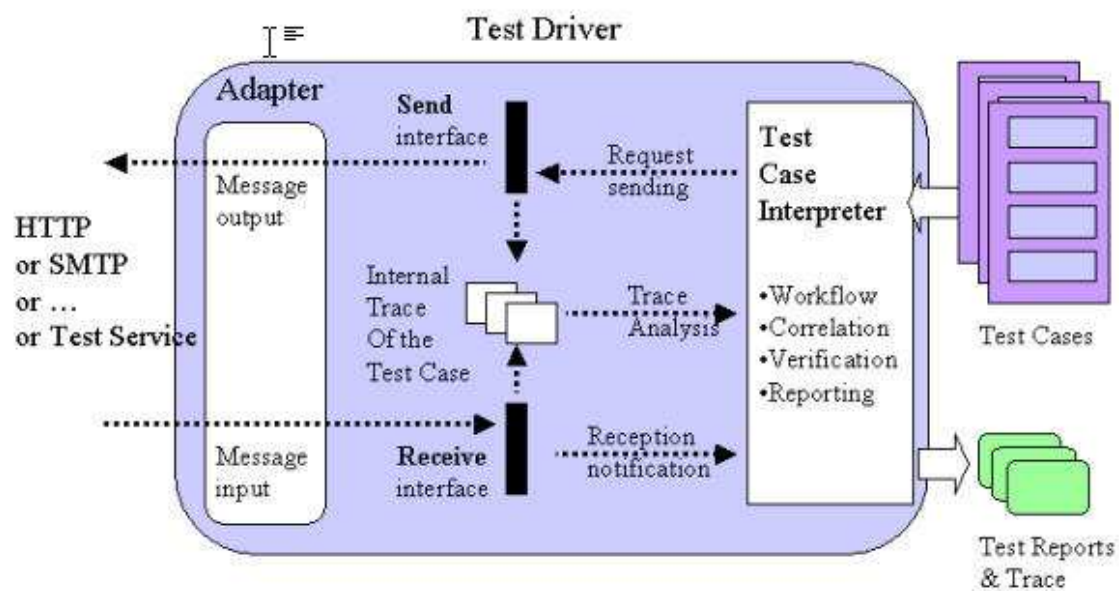 Test Driver
Adapter
Send
interface
Message
output
Request
sending
Test
Case
Interpreter
HTTP
or SMTP
or …
or Test Service
Internal
Trace
Of the
Test Case
Trace
Analysis
•Workflow
•Correlation
•Verification
•Reporting
Test Cases
Message
input
Receive
interface
Reception
notification
Test Reports
& Trace